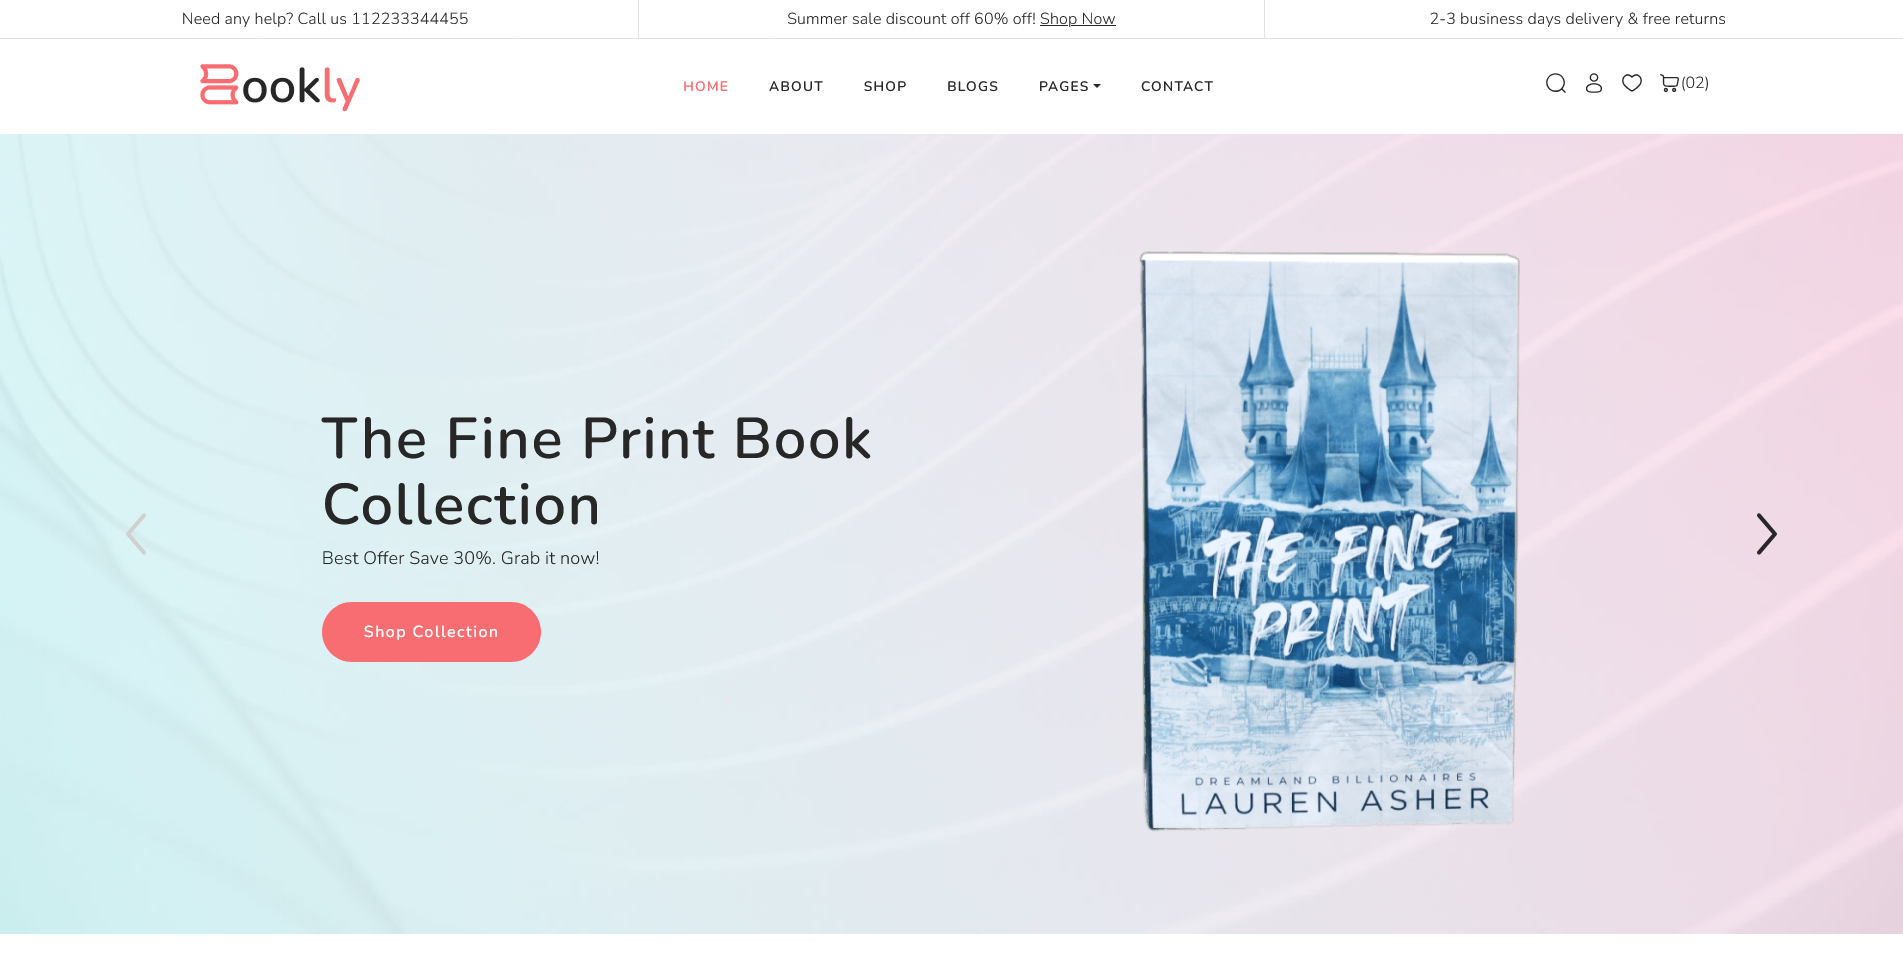 Need any help? Call us 112233344455
Summer sale discount off 60% off! Shop Now
2-3 business days delivery & free returns
Bookly
HOME
ABOUT
SHOP
BLOGS
PAGES
CONTACT
(02)
The Fine Print Book
Collection
Best Offer Save 30%. Grab it now!
Shop Collection
THE FINE
PRINT
DREAMLAND BILLIONAIRES
LAUREN ASHER